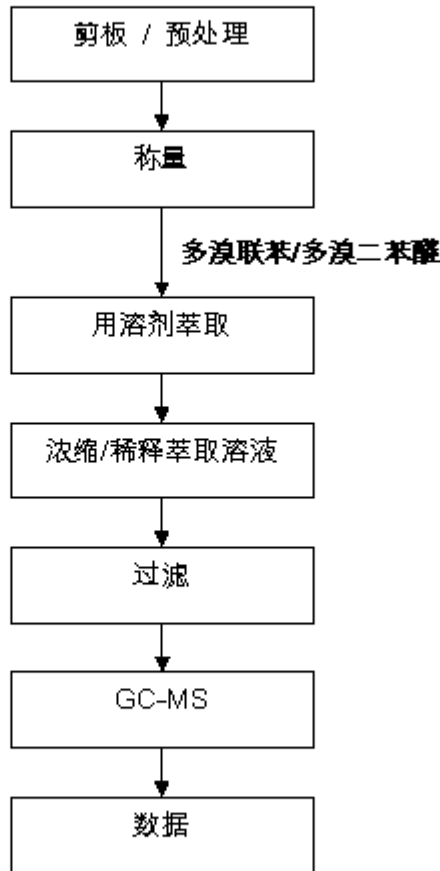 剪板 / 预处理
称量
多溴联苯/多溴二苯醚
用溶剂萃取
浓缩/稀释萃取溶液
过滤
GC-MS
数据